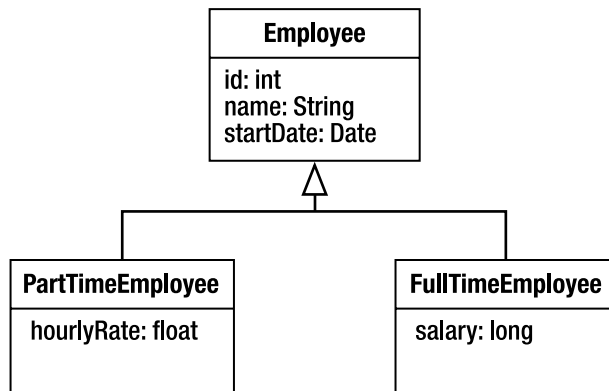 Employee
id: int
name: String
startDate: Date
PartTimeEmployee
hourlyRate: float
FullTimeEmployee
salary: long